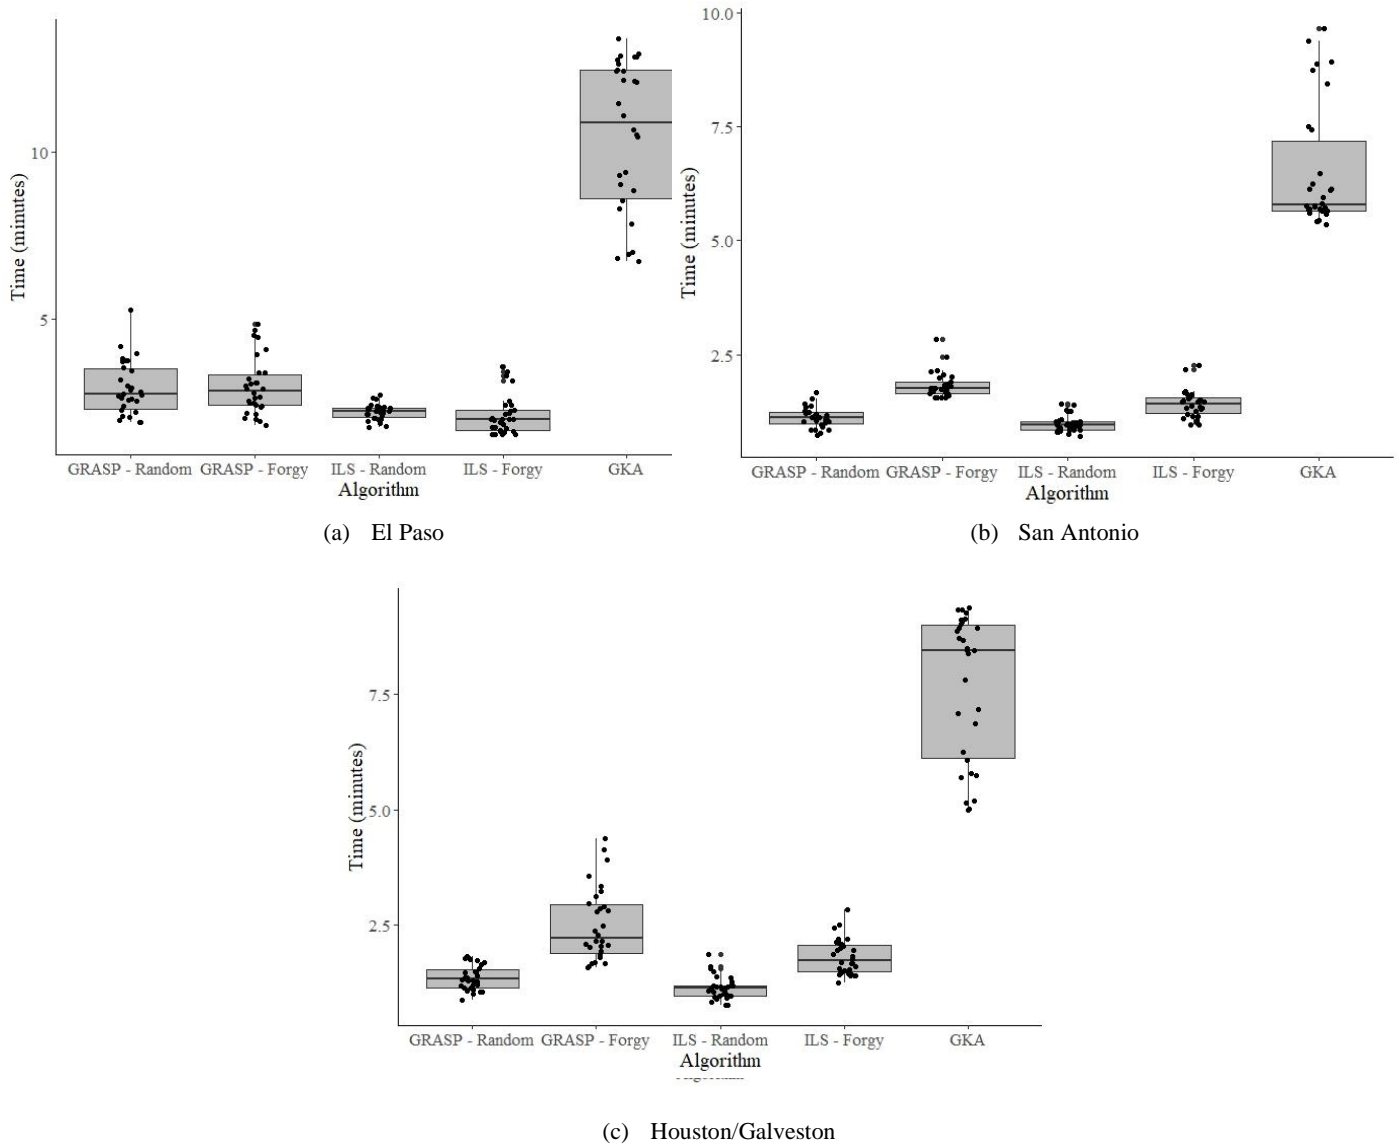 10
5
Time (minutes)
GRASP - Random GRASP - Forgy ILS - Random ILS - Forgy GKA
Algorithm
(a) El Paso
10.0
7.5
5.0
2.5
Time (minutes)
GRASP - Random GRASP - Forgy ILS - Random ILS - Forgy GKA
Algorithm
(b) San Antonio
7.5
5.0
2.5
Time (minutes)
GRASP - Random GRASP - Forgy ILS - Random ILS - Forgy GKA
Algorithm
(c) Houston/Galveston